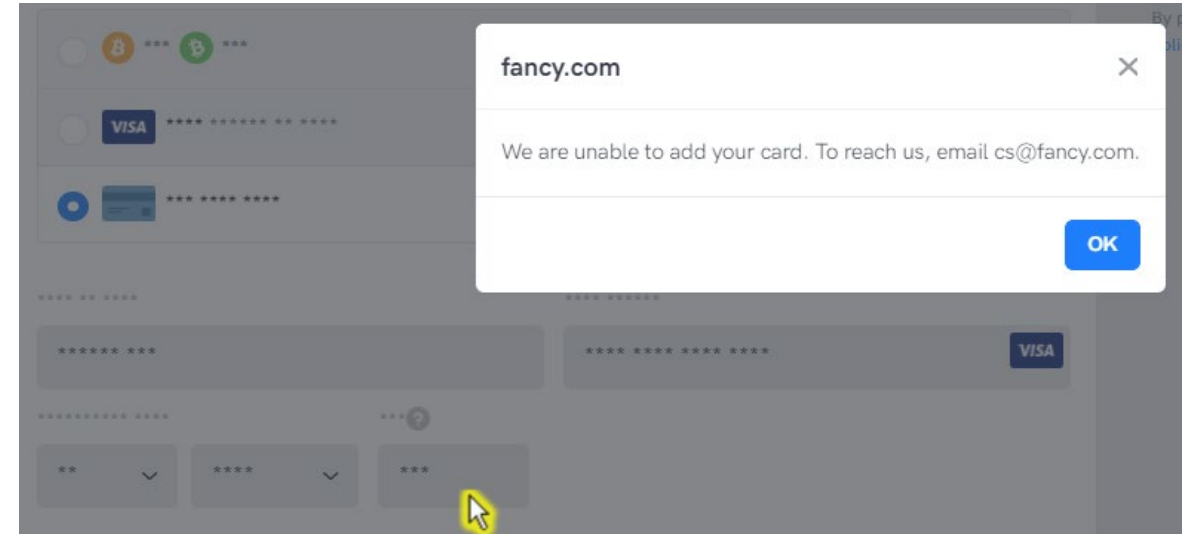 *** ***
VISA **** ****** ** ****
*** **** ****
fancy.com
We are unable to add your card. To reach us, email cs@fancy.com.
OK
**** ** ****
**** ******
****** ***
**** **** **** **** VISA
********** ****
*** ?
** **** ***
By